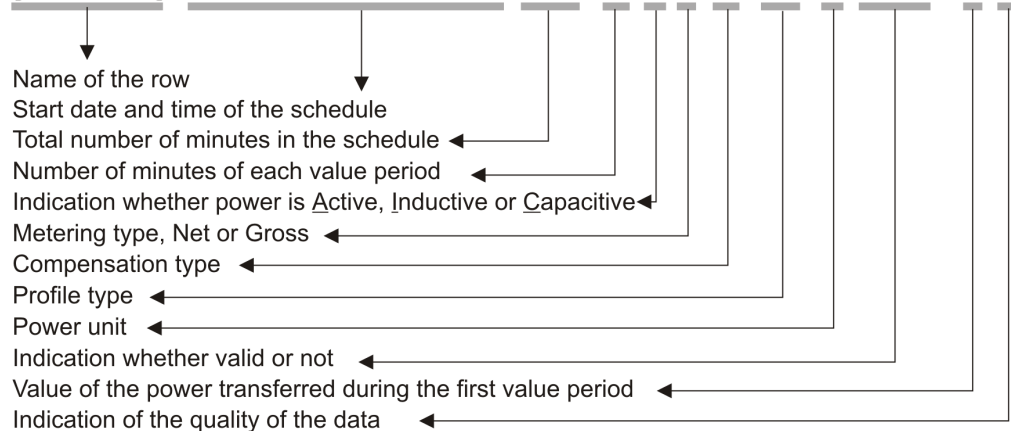 Name of the row
Start date and time of the schedule
Total number of minutes in the schedule
Number of minutes of each value period
Indication whether power is Active, Inductive or Capacitive
Metering type, Net or Gross
Compensation type
Profile type
Power unit
Indication whether valid or not
Value of the power transferred during the first value period
Indication of the quality of the data